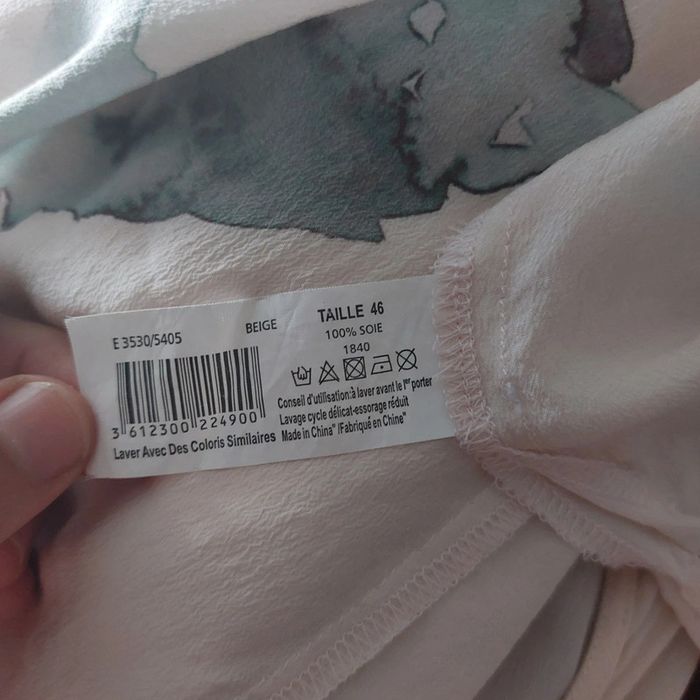 E 3530/5405
BEIGE
TAILLE 46
100% SOIE
1840
3 612300 224900
Laver Avec Des Coloris Similaires
Conseil d'utilisation:à laver avant le 1er porter
Lavage cycle délicat-essorage réduit
Made in China" /Fabriqué en Chine"